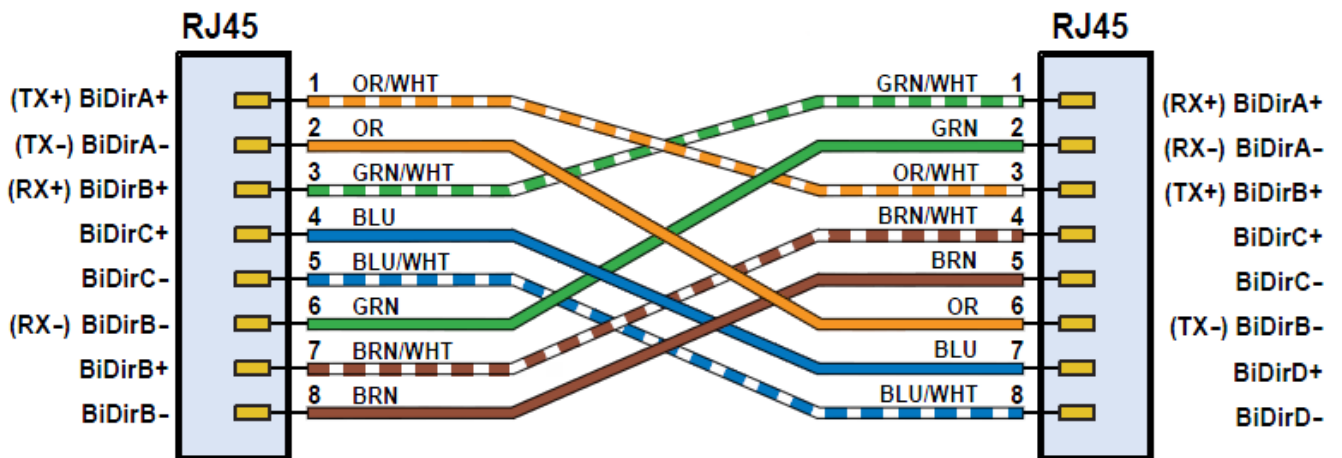 RJ45 RJ45
(TX+) BiDirA+ 1 OR/WHT GRN/WHT 1 (RX+) BiDirA+
(TX-) BiDirA- 2 OR GRN 2 (RX-) BiDirA-
(RX+) BiDirB+ 3 GRN/WHT OR/WHT 3 (TX+) BiDirB+
BiDirC+ 4 BLU BRN/WHT 4 BiDirC+
BiDirC- 5 BLU/WHT BRN 5 BiDirC-
(RX-) BiDirB- 6 GRN OR 6 (TX-) BiDirB-
BiDirB+ 7 BRN/WHT BLU 7 BiDirD+
BiDirB- 8 BRN BLU/WHT 8 BiDirD-